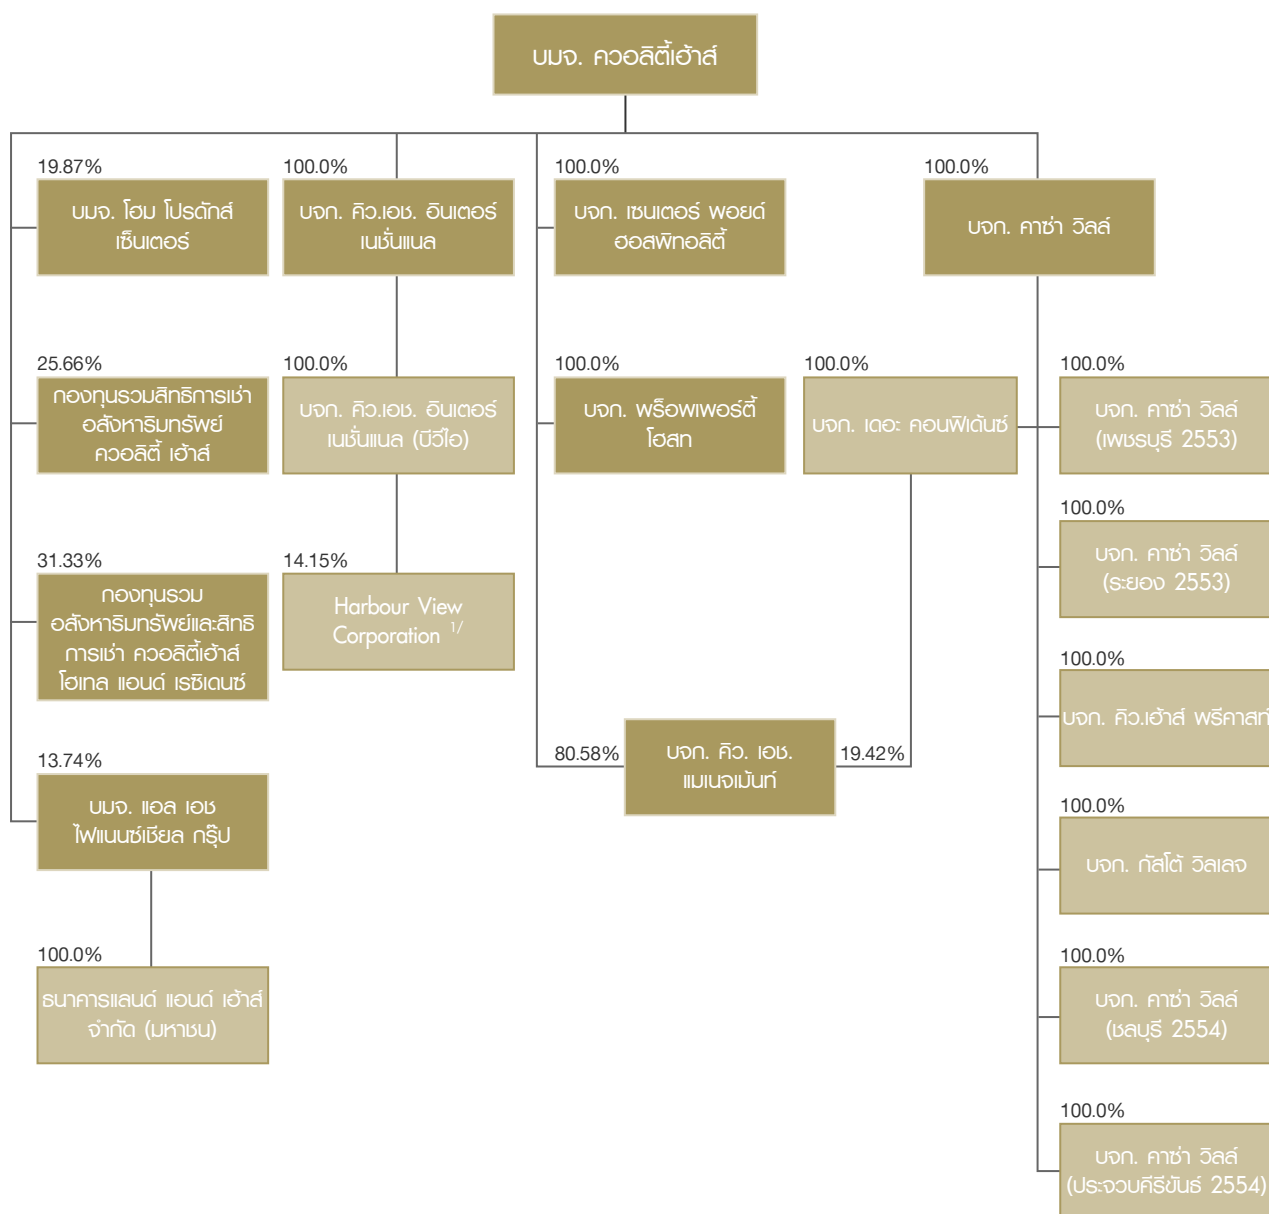 บมจ. ควอลิตี้เฮ้าส์
19.87%
บมจ. โฮม โปรดักส์
เซ็นเตอร์
25.66%
กองทุนรวมสิทธิการเช่า
อสังหาริมทรัพย์
ควอลิตี้ เฮ้าส์
31.33%
กองทุนรวม
อสังหาริมทรัพย์และสิทธิ
การเช่า ควอลิตี้เฮ้าส์
โฮเทล แอนด์ เรซิเดนซ์
13.74%
บมจ. แอล เอช
ไฟแนนซ์เชียล กรุ๊ป
100.0%
ธนาคารแลนด์ แอนด์ เฮ้าส์
จำกัด (มหาชน)
100.0%
บจก. คิว.เอช. อินเตอร์
เนชั่นแนล
100.0%
บจก. คิว.เอช. อินเตอร์
เนชั่นแนล (บีวีไอ)
14.15%
Harbour View
Corporation 1/
100.0%
บจก. เซนเตอร์ พอยด์
ฮอสพิทอลิตี้
100.0%
บจก. พร็อพเพอร์ตี้
โฮสท
80.58%
บจก. คิว. เอช.
แมเนจเม้นท์
19.42%
100.0%
บจก. เดอะ คอนฟิเด้นซ์
100.0%
บจก. คาซ่า วิลล์
100.0%
บจก. คาซ่า วิลล์
(เพชรบุรี 2553)
100.0%
บจก. คาซ่า วิลล์
(ระยอง 2553)
100.0%
บจก. คิว.เฮ้าส์ พรีคาสท์
100.0%
บจก. กัสโต้ วิลเลจ
100.0%
บจก. คาซ่า วิลล์
(ชลบุรี 2554)
100.0%
บจก. คาซ่า วิลล์
(ประจวบคีรีขันธ์ 2554)